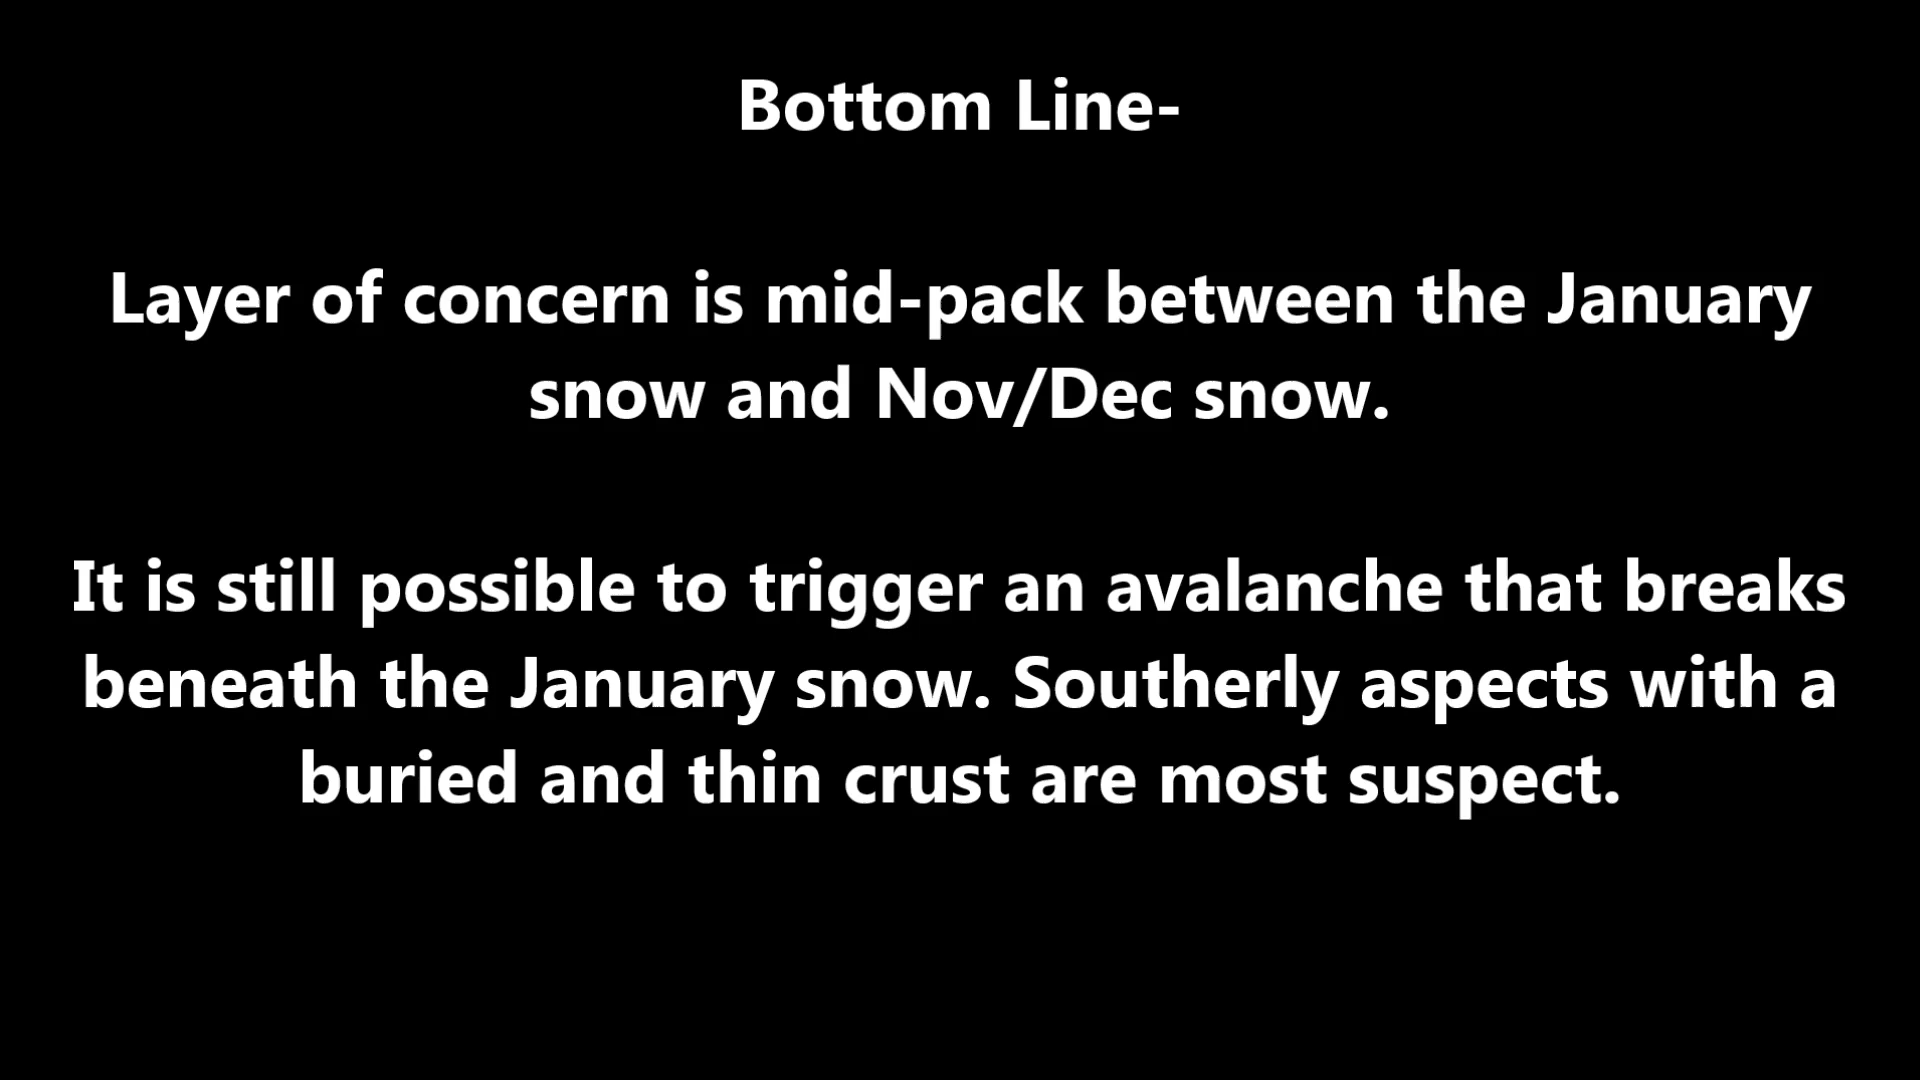 Bottom Line-
Layer of concern is mid-pack between the January
snow and Nov/Dec snow.
It is still possible to trigger an avalanche that breaks
beneath the January snow. Southerly aspects with a
buried and thin crust are most suspect.